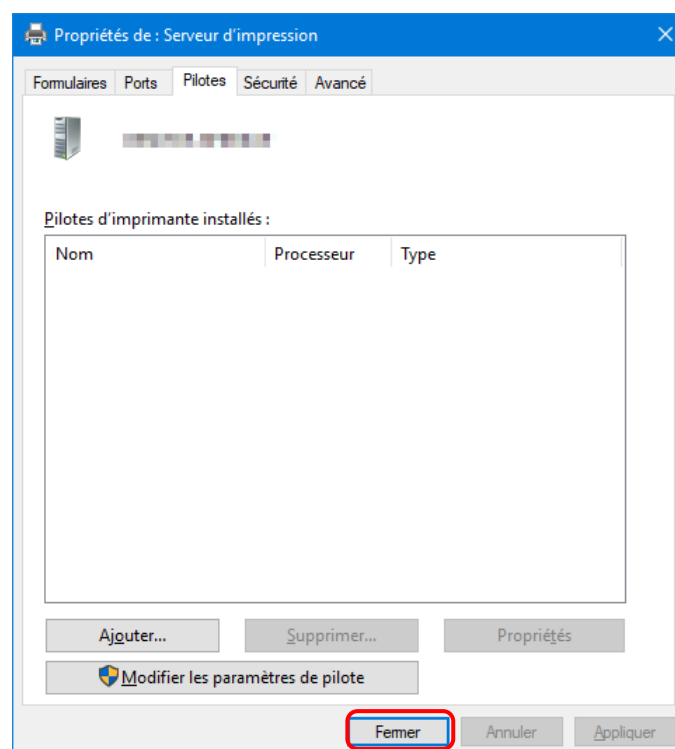 Propriétés de : Serveur d'impression
Formulaires Ports Pilotes Sécurité Avancé
Pilotes d'imprimante installés :
Nom Processeur Type
Ajouter... Supprimer... Propriétés
Modifier les paramètres de pilote
Fermer Annuler Appliquer